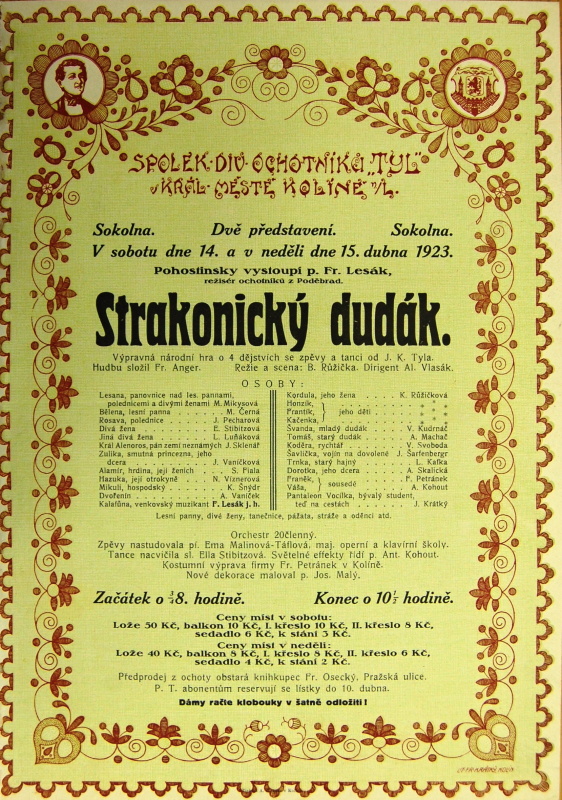 SPOLEK · DIV · OCHOTNÍKŮ „TYL“
V KRÁL · MĚSTĚ KOLÍNĚ N/L.
Sokolna. Dvě představení. Sokolna.
V sobotu dne 14. a v neděli dne 15. dubna 1923.
Pohostinsky vystoupí p. Fr. Lesák,
režisér ochotníků z Poděbrad.
Strakonický dudák.
Výpravná národní hra o 4 dějstvích se zpěvy a tanci od J. K. Tyla.
Hudbu složil Fr. Anger. Režie a scena: B. Růžička. Dirigent Al. Vlasák.
OSOBY:
Lesana, panovnice nad les. pannami,
polednicemi a divými ženami M. Mikysová
Bělena, lesní panna . . . . . M. Černá
Rosava, polednice . . . . J. Pecharová
Divá žena . . . . . . E. Stibitzová
Jiná divá žena . . . . . L. Luňáková
Král Alenoros, pán zemí neznámých J. Sklenář
Zulika, smutná princezna, jeho
dcera . . . . . . . J. Vaníčková
Alamír, hrdina, její ženich . . S. Fiala
Hazuka, její otrokyně . . N. Víznerová
Mikuli, hospodský . . . . K. Šnýdr
Dvořenín . . . . . . . A. Vaníček
Kalafůna, venkovský muzikant F. Lesák j. h.
Kordula, jeho žena . . . K. Růžičková
Honzík, . . . . . * * *
Frantík, } jeho děti . . . . * * *
Kačenka, . . . . . * * *
Švanda, mladý dudák . . . V. Kudrnáč
Tomáš, starý dudák . . . . A. Machač
Koděra, rychtář . . . . . V. Svoboda
Šavlička, vojín na dovolené J. Šarfenbergr
Trnka, starý hajný . . . . L. Kafka
Dorotka, jeho dcera . . . A. Skalická
Franěk, } sousedé . . . F. Petránek
Váša, . . . A. Kohout
Pantaleon Vocílka, bývalý student,
teď na cestách . . . . . J. Krátký
Lesní panny, divé ženy, tanečnice, pážata, stráže a oděnci atd.
Orchestr 20členný.
Zpěvy nastudovala pí. Ema Malinová-Táflová, maj. operní a klavírní školy.
Tance nacvičila sl. Ella Stibitzová. Světelné effekty řídí p. Ant. Kohout.
Kostumní výprava firmy Fr. Petránek v Kolíně.
Nové dekorace maloval p. Jos. Malý.
Začátek o ¾8. hodině. Konec o 10½ hodině.
Ceny míst v sobotu:
Lože 50 Kč, balkon 10 Kč, I. křeslo 10 Kč, II. křeslo 8 Kč,
sedadlo 6 Kč, k stání 3 Kč.
Ceny míst v neděli:
Lože 40 Kč, balkon 8 Kč, I. křeslo 8 Kč, II. křeslo 6 Kč,
sedadlo 4 Kč, k stání 2 Kč.
Předprodej z ochoty obstará knihkupec Fr. Osecký, Pražská ulice.
P. T. abonentům reservují se lístky do 10. dubna.
Dámy račte klobouky v šatně odložiti!